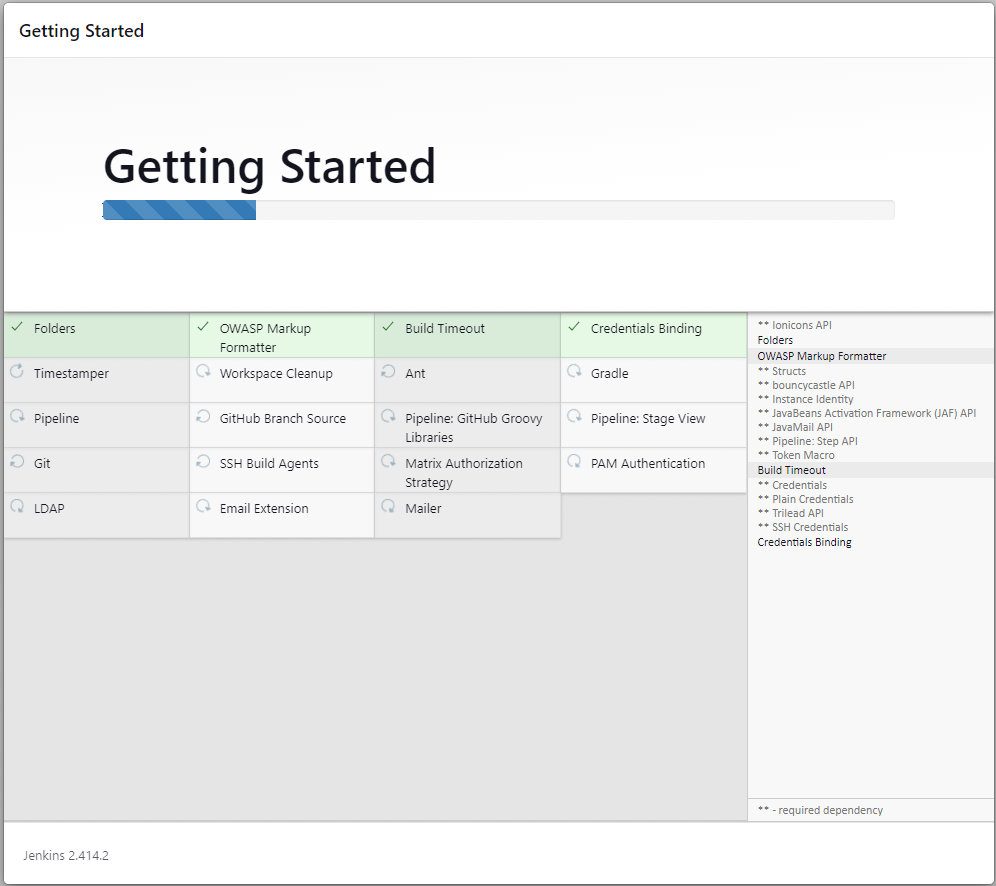 Getting Started
Getting Started
Folders
OWASP Markup
Formatter
Build Timeout
Credentials Binding
Timestamper
Workspace Cleanup
Ant
Gradle
Pipeline
GitHub Branch Source
Pipeline: GitHub Groovy
Libraries
Pipeline: Stage View
Git
SSH Build Agents
Matrix Authorization
Strategy
PAM Authentication
LDAP
Email Extension
Mailer
** Ionicons API
Folders
OWASP Markup Formatter
** Structs
** bouncycastle API
** Instance Identity
** JavaBeans Activation Framework (JAF) API
** JavaMail API
** Pipeline: Step API
** Token Macro
Build Timeout
** Credentials
** Plain Credentials
** Trilead API
** SSH Credentials
Credentials Binding
** - required dependency
Jenkins 2.414.2